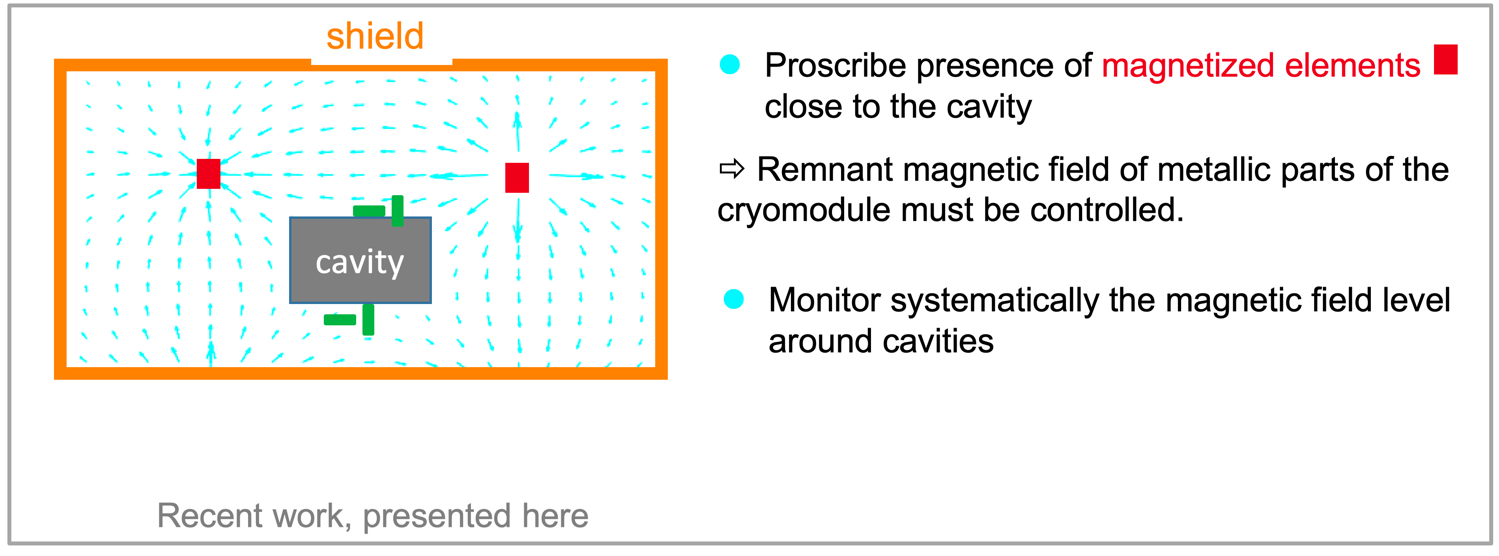 shield
cavity
Proscribe presence of magnetized elements
close to the cavity
⇨ Remnant magnetic field of metallic parts of the
cryomodule must be controlled.
Monitor systematically the magnetic field level
around cavities
Recent work, presented here